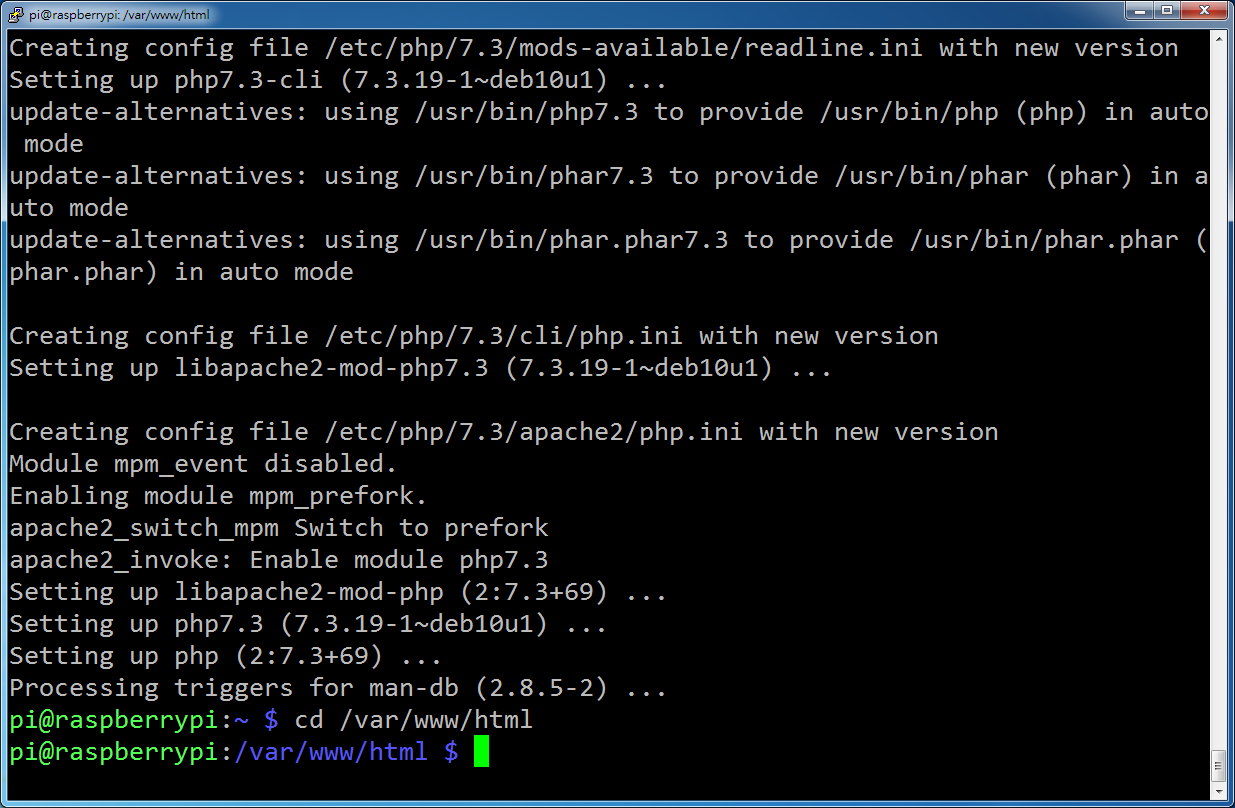 pi@raspberrypi: /var/www/html
Creating config file /etc/php/7.3/mods-available/readline.ini with new version
Setting up php7.3-cli (7.3.19-1~deb10u1) ...
update-alternatives: using /usr/bin/php7.3 to provide /usr/bin/php (php) in auto
 mode
update-alternatives: using /usr/bin/phar7.3 to provide /usr/bin/phar (phar) in a
uto mode
update-alternatives: using /usr/bin/phar.phar7.3 to provide /usr/bin/phar.phar (
phar.phar) in auto mode
Creating config file /etc/php/7.3/cli/php.ini with new version
Setting up libapache2-mod-php7.3 (7.3.19-1~deb10u1) ...
Creating config file /etc/php/7.3/apache2/php.ini with new version
Module mpm_event disabled.
Enabling module mpm_prefork.
apache2_switch_mpm Switch to prefork
apache2_invoke: Enable module php7.3
Setting up libapache2-mod-php (2:7.3+69) ...
Setting up php7.3 (7.3.19-1~deb10u1) ...
Setting up php (2:7.3+69) ...
Processing triggers for man-db (2.8.5-2) ...
pi@raspberrypi:~ $ cd /var/www/html
pi@raspberrypi:/var/www/html $